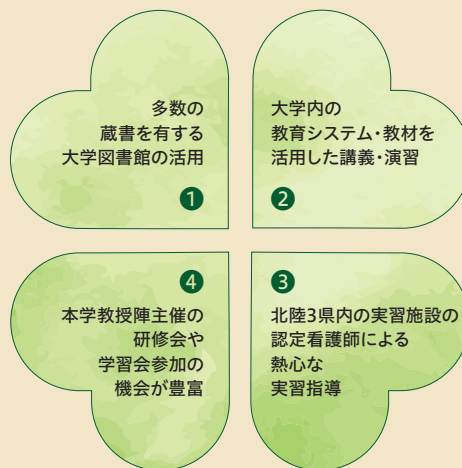 多数の
蔵書を有する
大学図書館の活用
❶
大学内の
教育システム・教材を
活用した講義・演習
❷
❸
北陸3県内の実習施設の
認定看護師による
熱心な
実習指導
❹
本学教授陣主催の
研修会や
学習会参加の
機会が豊富